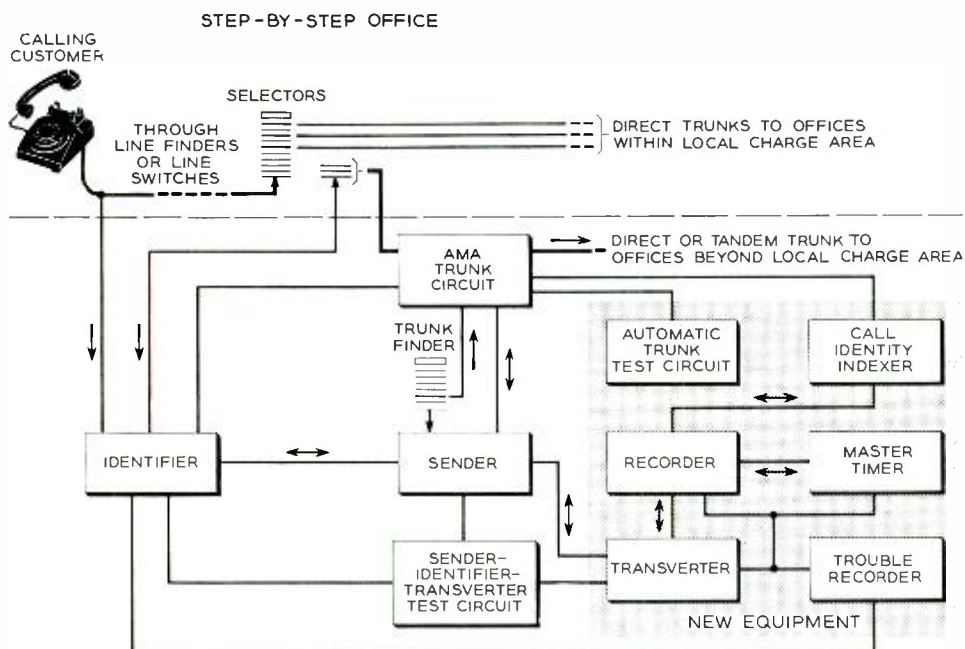 STEP-BY-STEP OFFICE
CALLING
CUSTOMER
SELECTORS
THROUGH
LINE FINDERS
OR LINE
SWITCHES
DIRECT TRUNKS TO OFFICES
WITHIN LOCAL CHARGE AREA
AMA
TRUNK
CIRCUIT
DIRECT OR TANDEM TRUNK TO
OFFICES BEYOND LOCAL CHARGE AREA
TRUNK
FINDER
AUTOMATIC
TRUNK
TEST CIRCUIT
CALL
IDENTITY
INDEXER
IDENTIFIER
SENDER
RECORDER
MASTER
TIMER
SENDER-
IDENTIFIER-
TRANSVERTER
TEST CIRCUIT
TRANSVERTER
TROUBLE
RECORDER
NEW EQUIPMENT